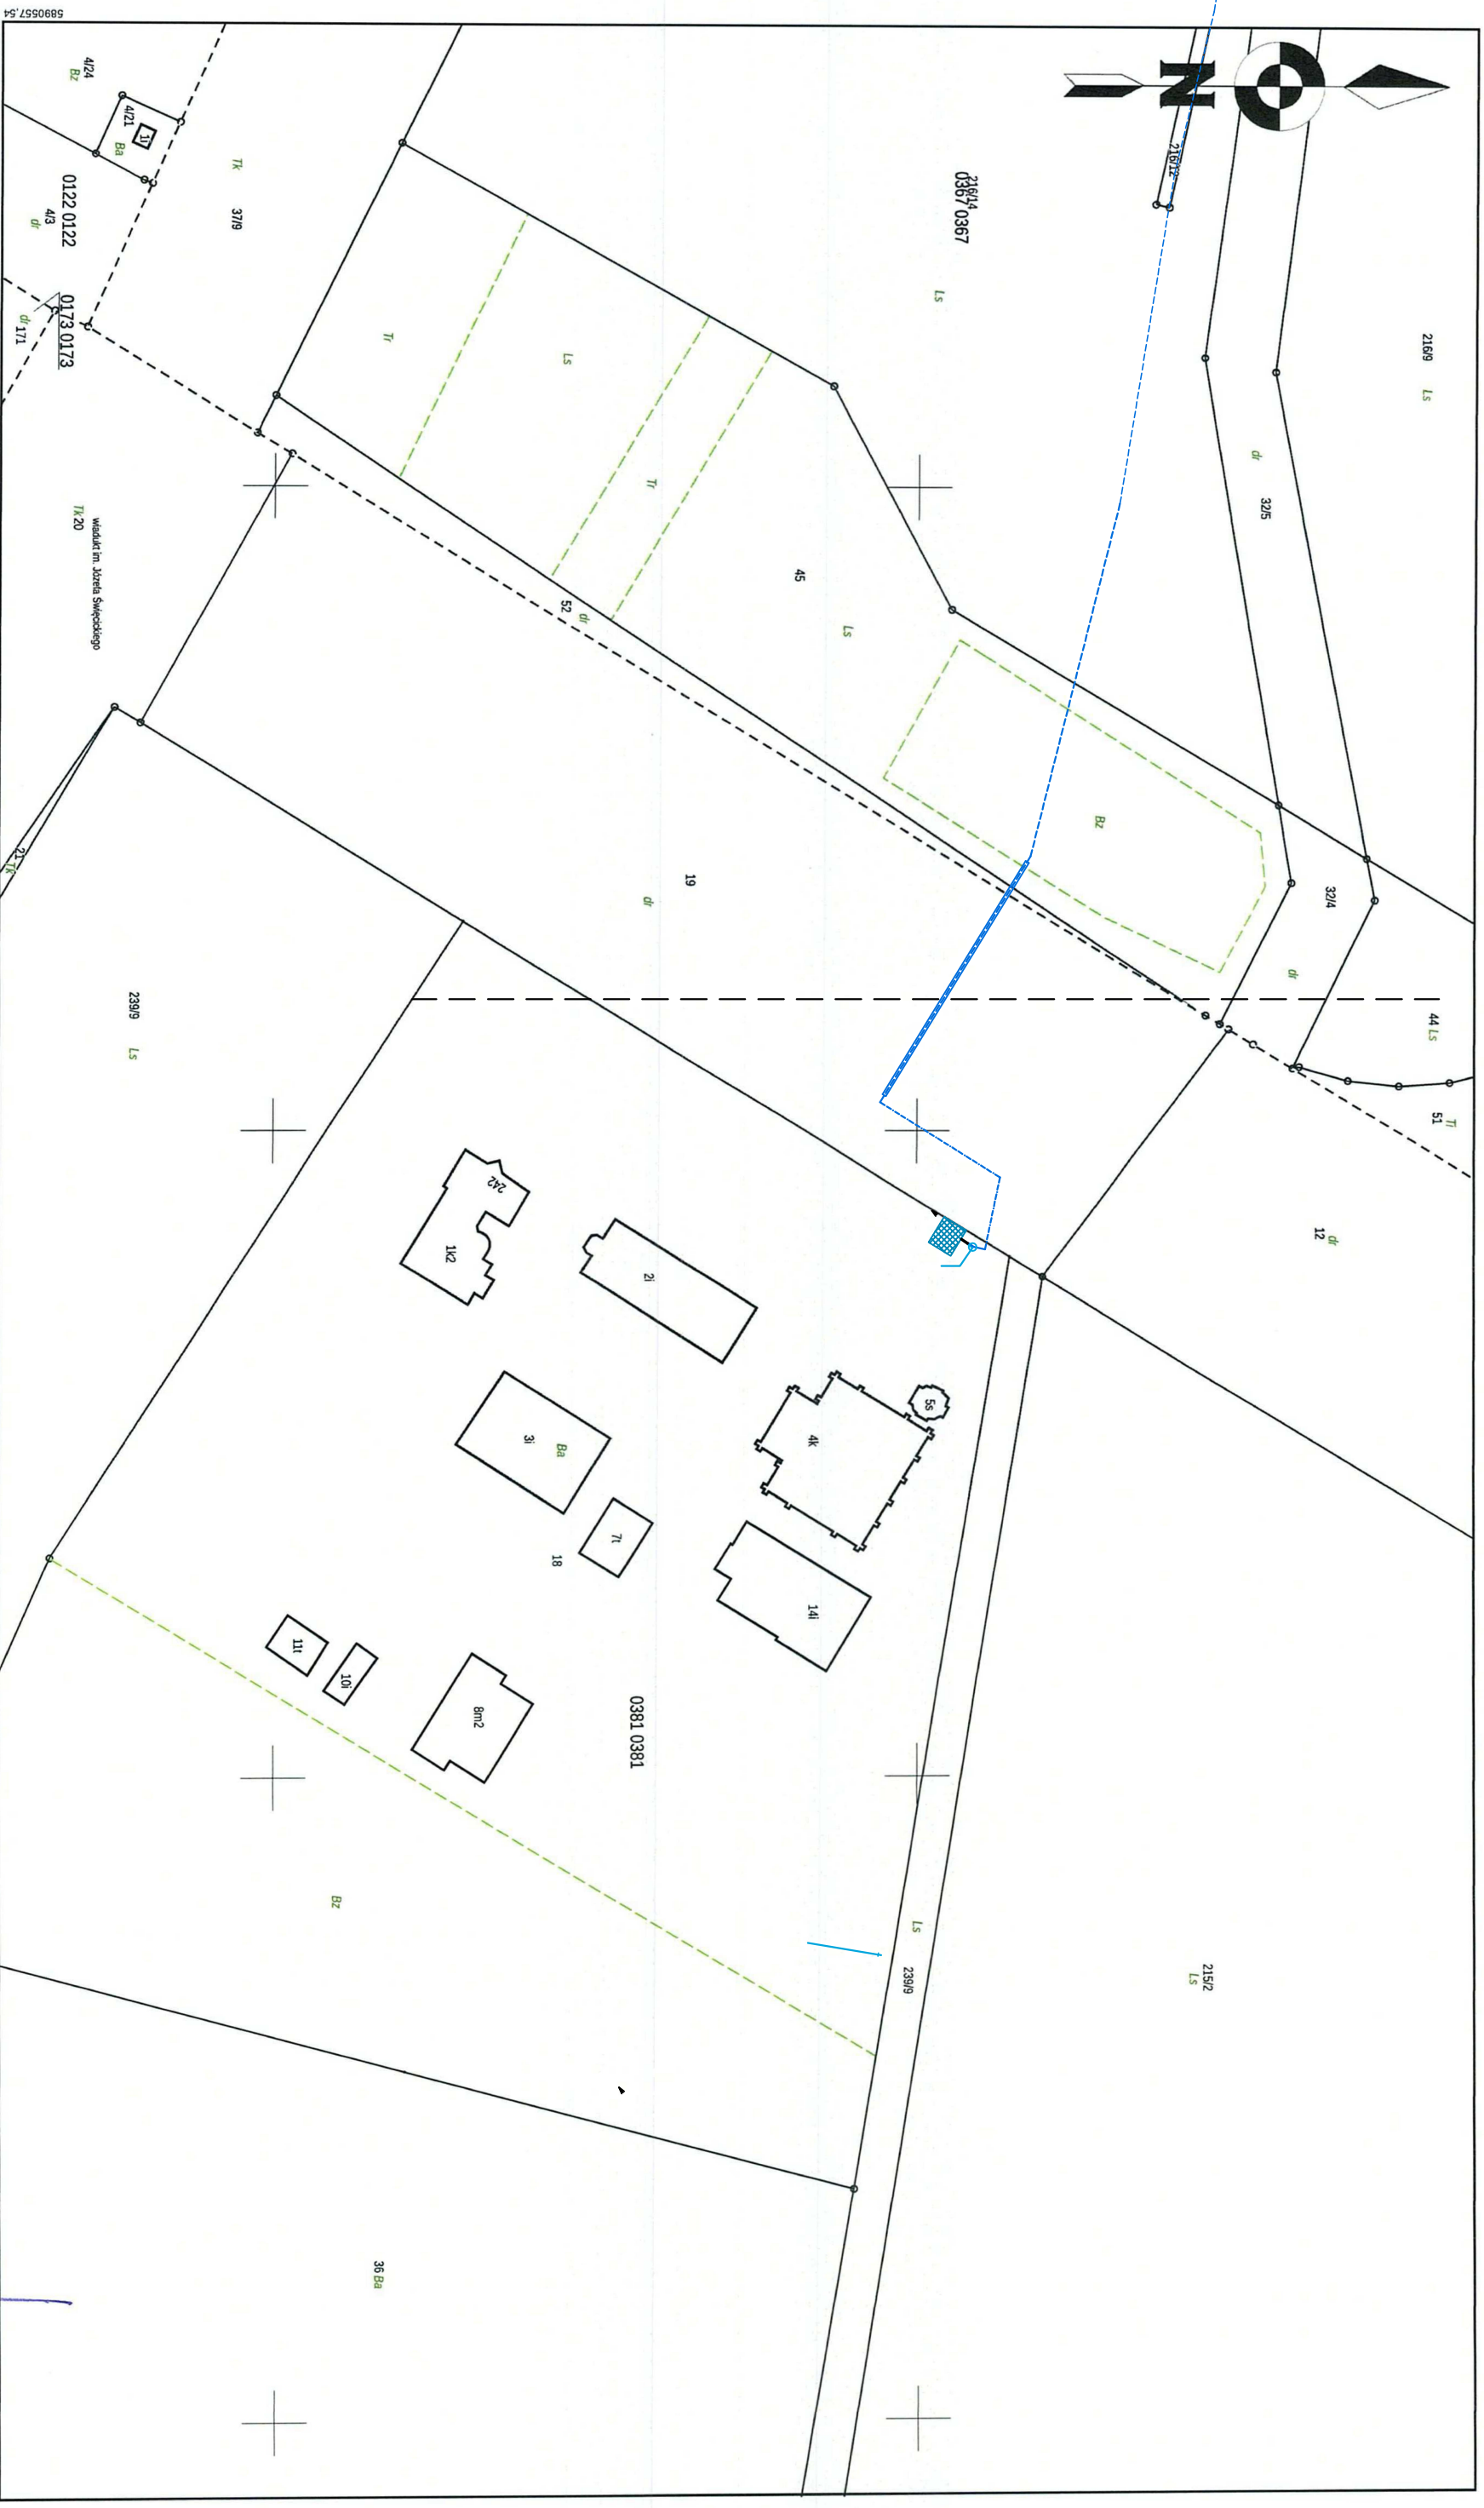 5890557,54
4/24
Bz
4/21
1i
Ba
0122 0122
4/3
dr
Tk
37/9
0173 0173
dr 171
216/12
N
216/14
0367 0367
Ls
216/9 Ls
dr
32/5
Tr
Ls
Tr
45
Ls
52
dr
wiadukt im. Józefa Święcickiego
Tk 20
21
Tk
19
dr
Bz
32/4
dr
44 Ls
51
Ti
12
dr
239/9
Ls
242
1k2
2i
3i
Ba
4k
5s
7t
18
14i
11t
10i
8m2
0381 0381
Bz
Ls
239/9
215/2
Ls
36 Ba